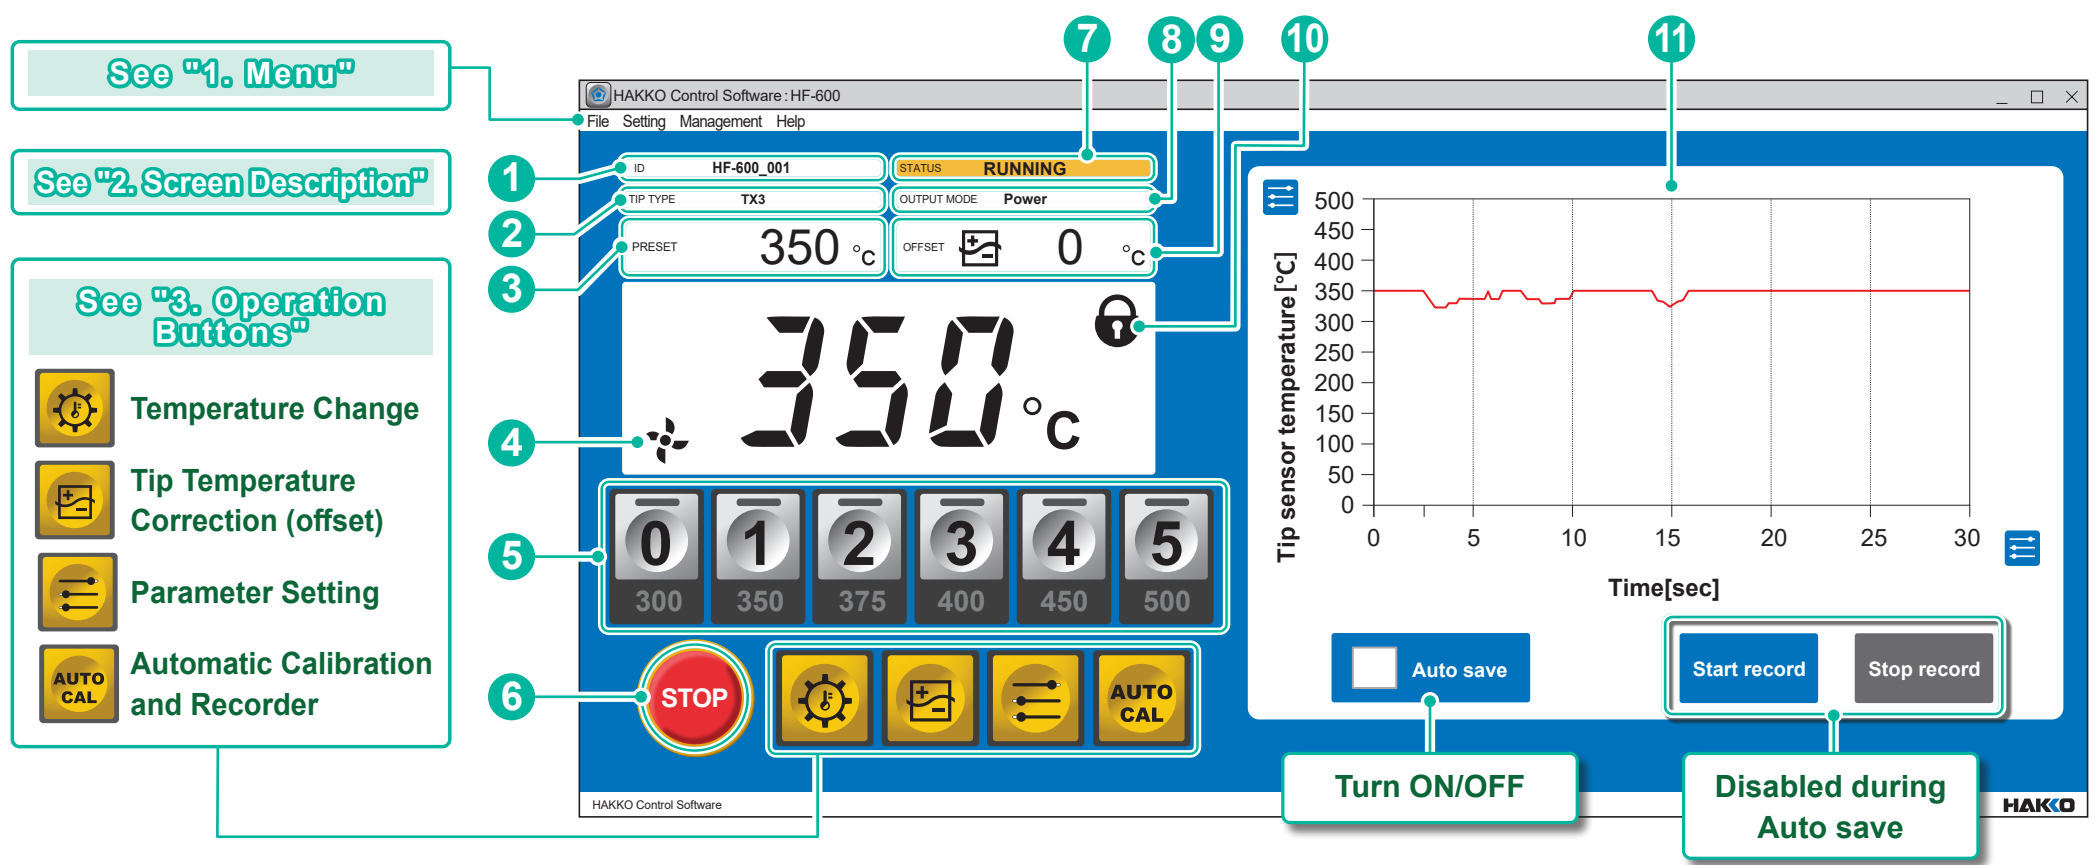 See "1. Menu"
See "2. Screen Description"
See "3. Operation
Buttons"
Temperature Change
Tip Temperature
Correction (offset)
Parameter Setting
AUTO
CAL
Automatic Calibration
and Recorder
7
8
9
10
11
HAKKO Control Software : HF-600
File Setting Management Help
1
ID HF-600_001
STATUS RUNNING
2
TIP TYPE TX3
OUTPUT MODE Power
3
PRESET 350 °C
OFFSET 0 °C
4
350 °C
5
0 1 2 3 4 5
300 350 375 400 450 500
6
STOP
AUTO
CAL
Tip sensor temperature[°C]
500
450
400
350
300
250
200
150
100
50
0
0 5 10 15 20 25 30
Time[sec]
Auto save
Start record
Stop record
Turn ON/OFF
Disabled during
Auto save
HAKKO Control Software
HAKKO